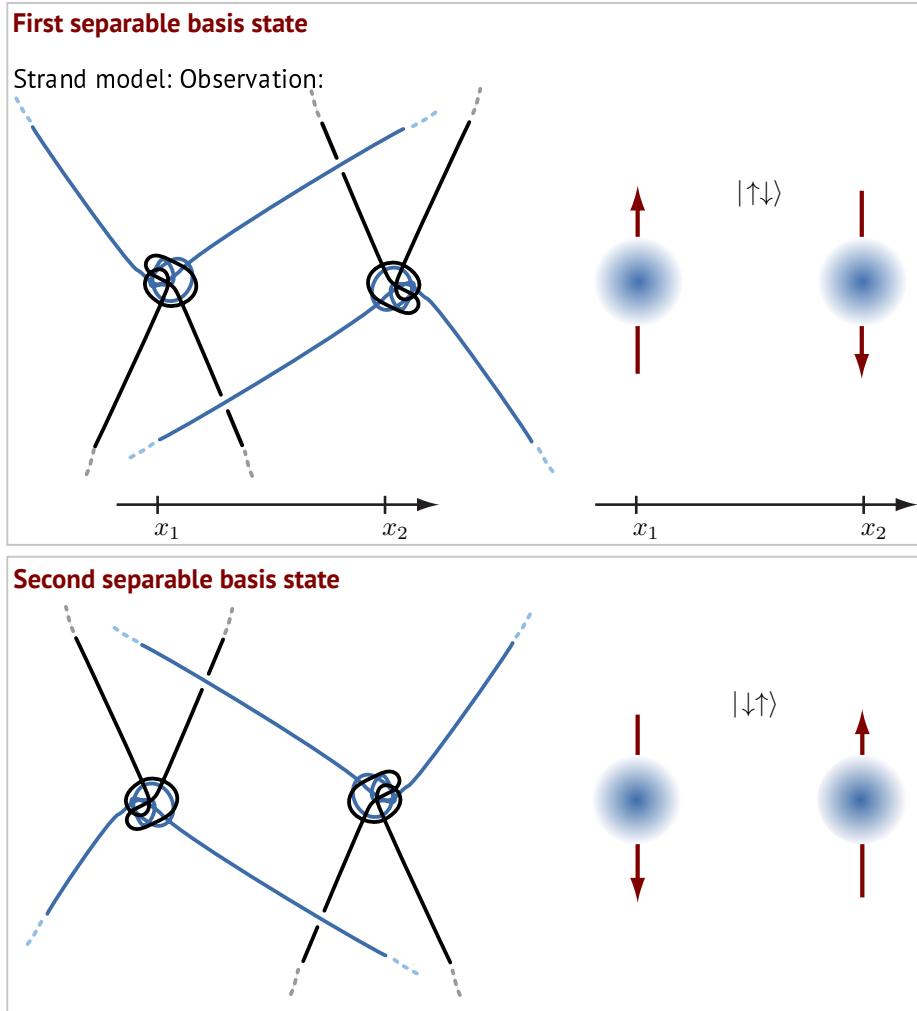 First separable basis state
Strand model: Observation:
|↑↓⟩
x₁ x₂ x₁ x₂
Second separable basis state
|↓↑⟩